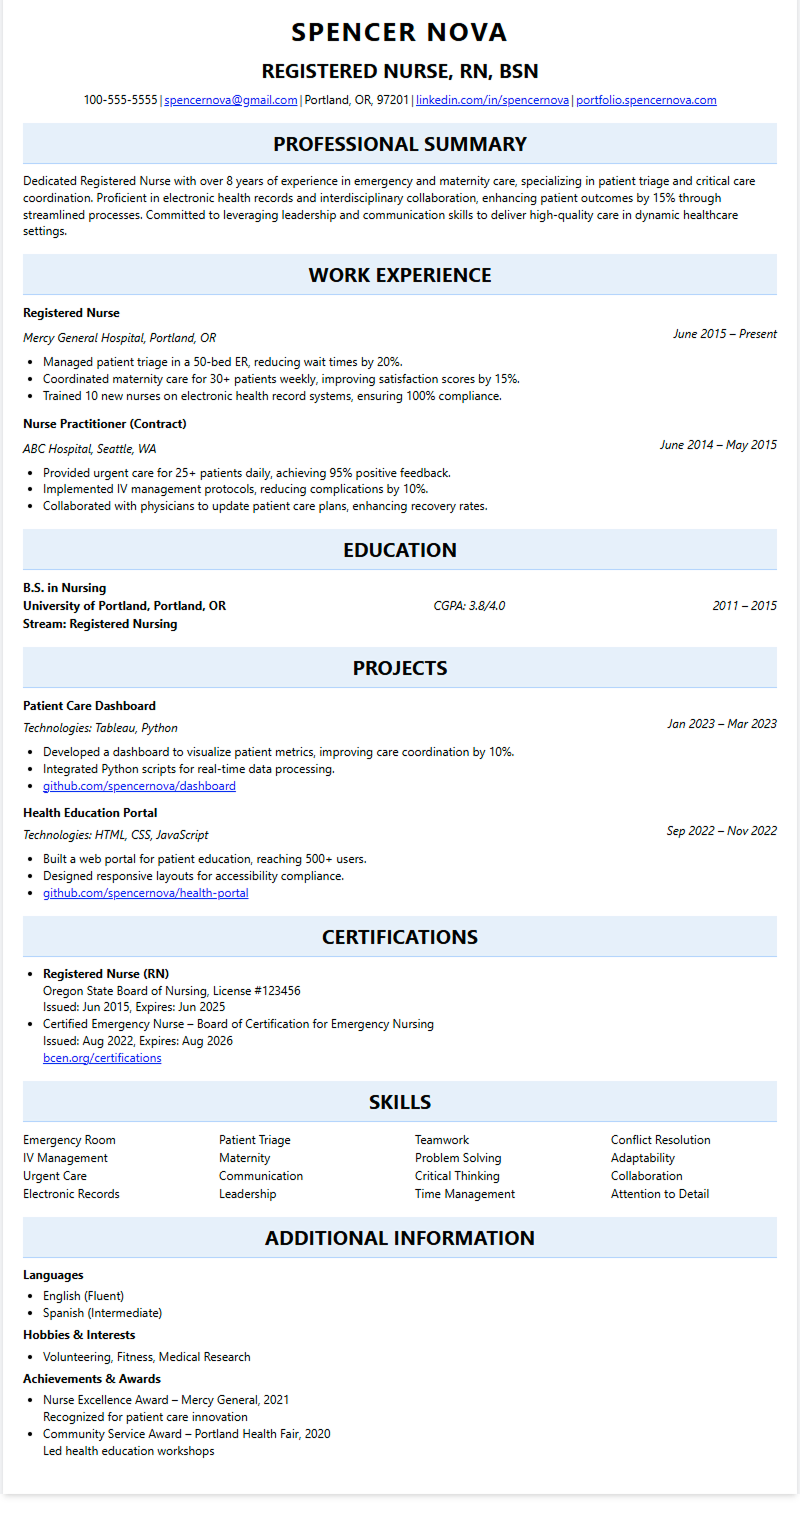 SPENCER NOVA
REGISTERED NURSE, RN, BSN
100-555-5555 | spencernova@gmail.com | Portland, OR, 97201 | linkedin.com/in/spencernova | portfolio.spencernova.com
PROFESSIONAL SUMMARY
Dedicated Registered Nurse with over 8 years of experience in emergency and maternity care, specializing in patient triage and critical care
coordination. Proficient in electronic health records and interdisciplinary collaboration, enhancing patient outcomes by 15% through
streamlined processes. Committed to leveraging leadership and communication skills to deliver high-quality care in dynamic healthcare
settings.
WORK EXPERIENCE
Registered Nurse
Mercy General Hospital, Portland, OR June 2015 – Present
• Managed patient triage in a 50-bed ER, reducing wait times by 20%.
• Coordinated maternity care for 30+ patients weekly, improving satisfaction scores by 15%.
• Trained 10 new nurses on electronic health record systems, ensuring 100% compliance.
Nurse Practitioner (Contract)
ABC Hospital, Seattle, WA June 2014 – May 2015
• Provided urgent care for 25+ patients daily, achieving 95% positive feedback.
• Implemented IV management protocols, reducing complications by 10%.
• Collaborated with physicians to update patient care plans, enhancing recovery rates.
EDUCATION
B.S. in Nursing
University of Portland, Portland, OR CGPA: 3.8/4.0 2011 – 2015
Stream: Registered Nursing
PROJECTS
Patient Care Dashboard
Technologies: Tableau, Python Jan 2023 – Mar 2023
• Developed a dashboard to visualize patient metrics, improving care coordination by 10%.
• Integrated Python scripts for real-time data processing.
• github.com/spencernova/dashboard
Health Education Portal
Technologies: HTML, CSS, JavaScript Sep 2022 – Nov 2022
• Built a web portal for patient education, reaching 500+ users.
• Designed responsive layouts for accessibility compliance.
• github.com/spencernova/health-portal
CERTIFICATIONS
• Registered Nurse (RN)
Oregon State Board of Nursing, License #123456
Issued: Jun 2015, Expires: Jun 2025
• Certified Emergency Nurse – Board of Certification for Emergency Nursing
Issued: Aug 2022, Expires: Aug 2026
bcen.org/certifications
SKILLS
Emergency Room Patient Triage Teamwork Conflict Resolution
IV Management Maternity Problem Solving Adaptability
Urgent Care Communication Critical Thinking Collaboration
Electronic Records Leadership Time Management Attention to Detail
ADDITIONAL INFORMATION
Languages
• English (Fluent)
• Spanish (Intermediate)
Hobbies & Interests
• Volunteering, Fitness, Medical Research
Achievements & Awards
• Nurse Excellence Award – Mercy General, 2021
Recognized for patient care innovation
• Community Service Award – Portland Health Fair, 2020
Led health education workshops